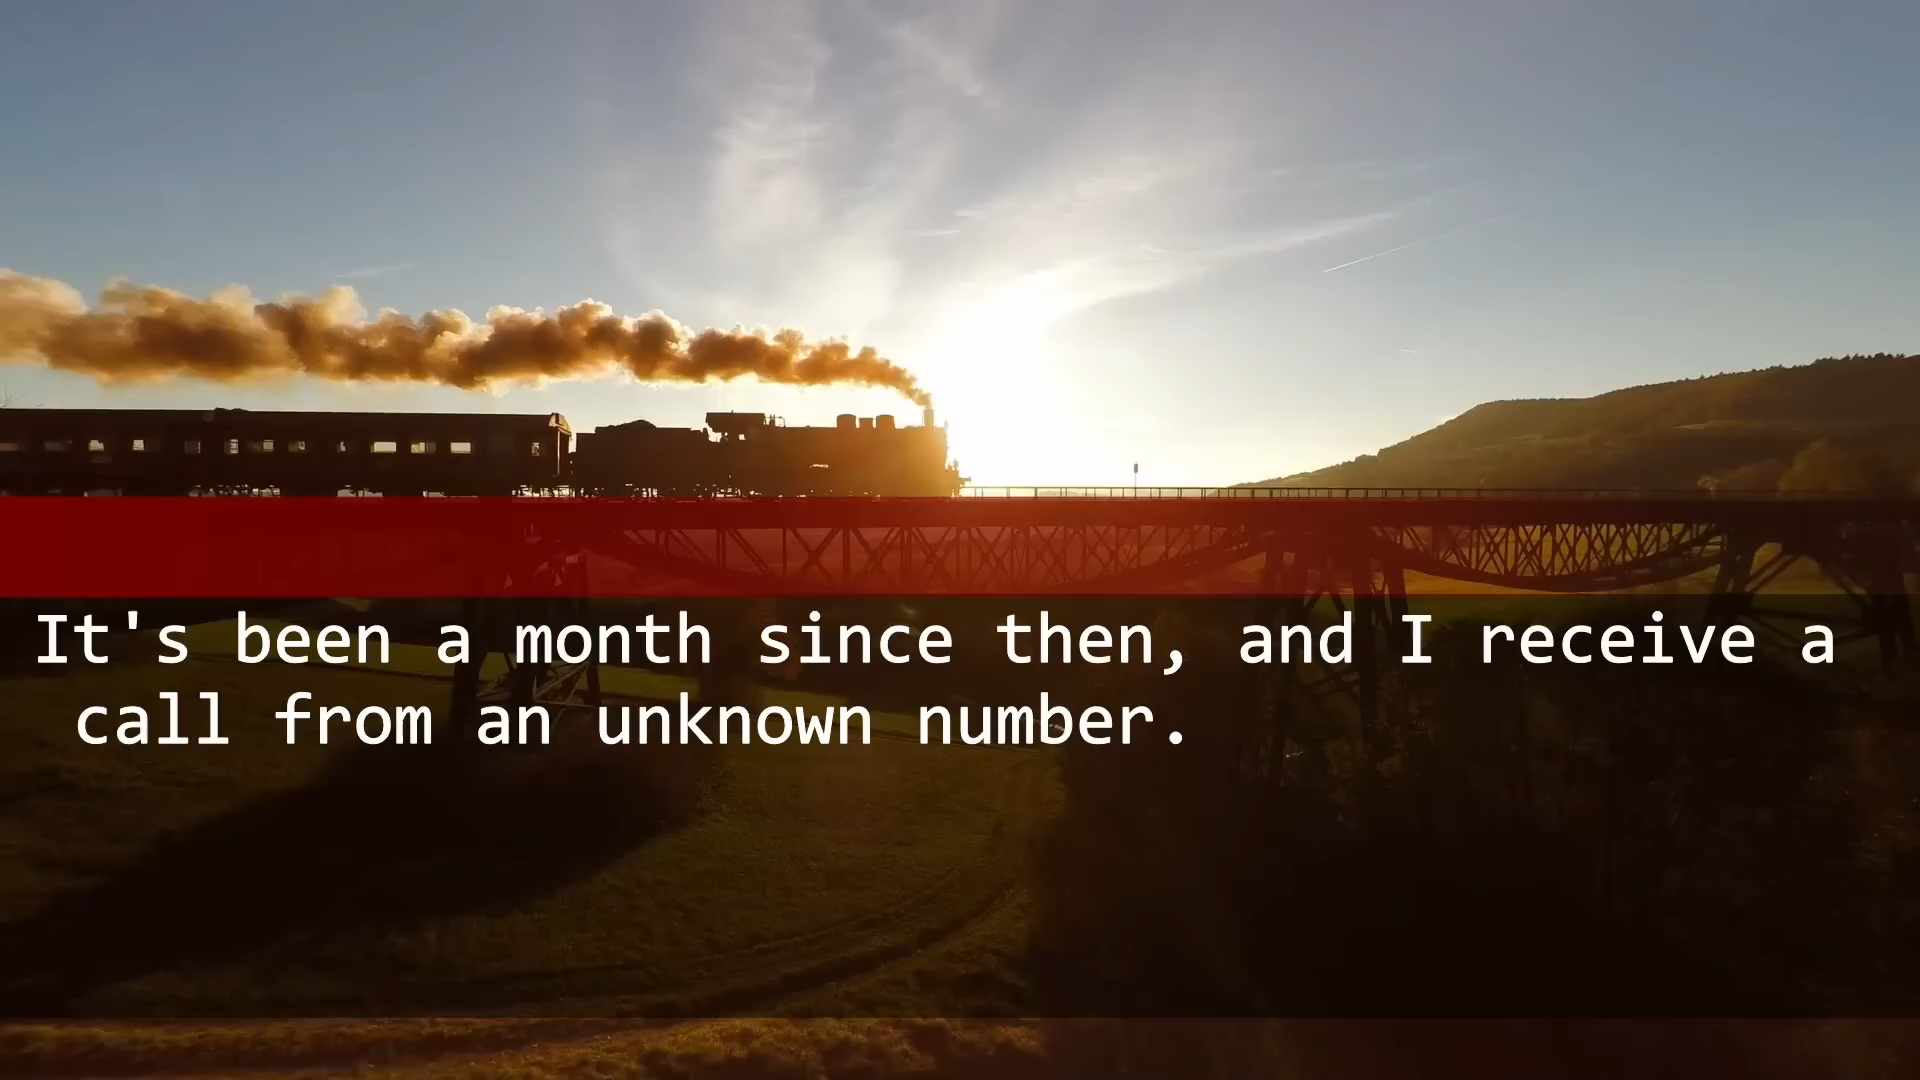 It's been a month since then, and I receive a
call from an unknown number.